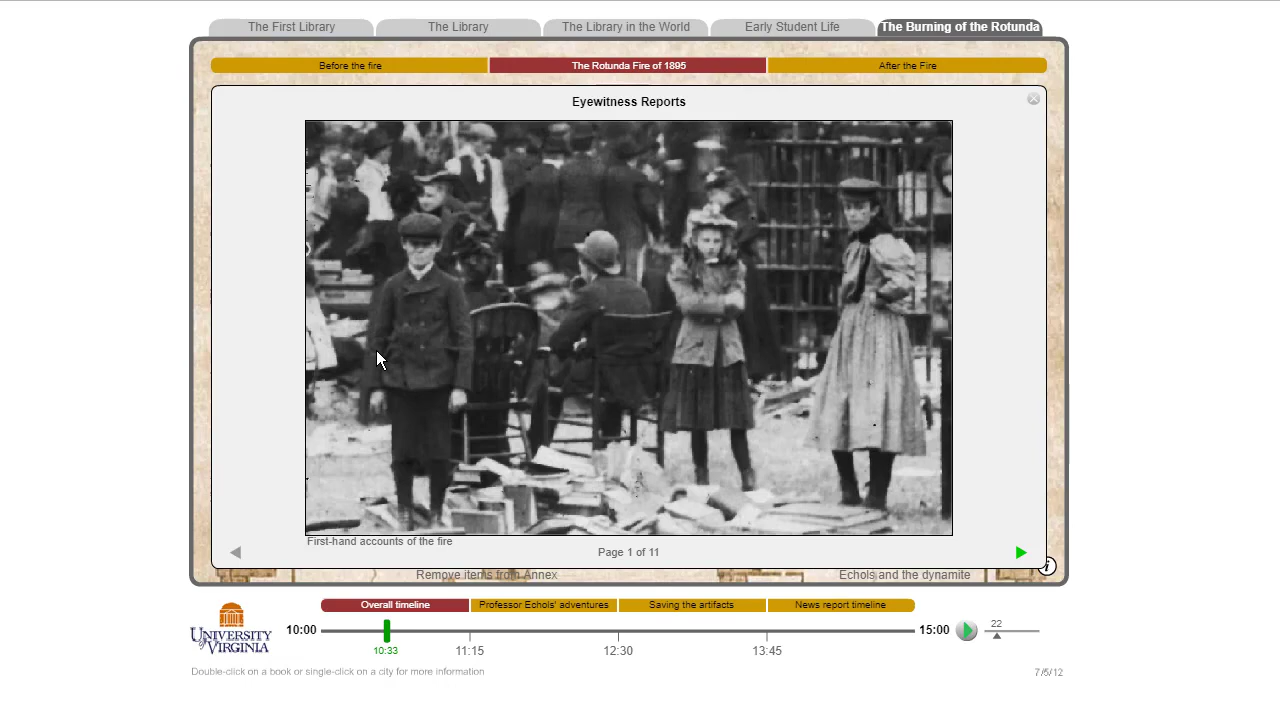 The First Library
The Library
The Library in the World
Early Student Life
The Burning of the Rotunda
Before the fire
The Rotunda Fire of 1895
After the Fire
Eyewitness Reports
First-hand accounts of the fire
Page 1 of 11
i
Remove items from Annex
Echols and the dynamite
Overall timeline
Professor Echols' adventures
Saving the artifacts
News report timeline
UNIVERSITY
of VIRGINIA
10:00
15:00
22
10:33
11:15
12:30
13:45
Double-click on a book or single-click on a city for more information
7/5/12